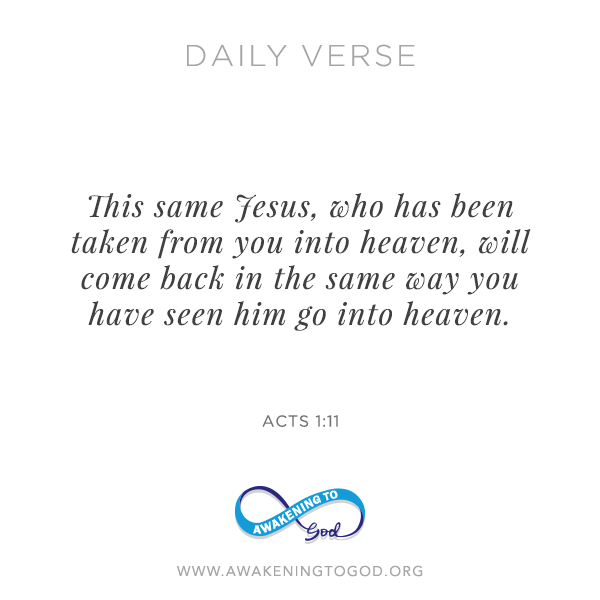 DAILY VERSE
This same Jesus, who has been
taken from you into heaven, will
come back in the same way you
have seen him go into heaven.
ACTS 1:11
AWAKENING TO
God
WWW.AWAKENINGTOGOD.ORG